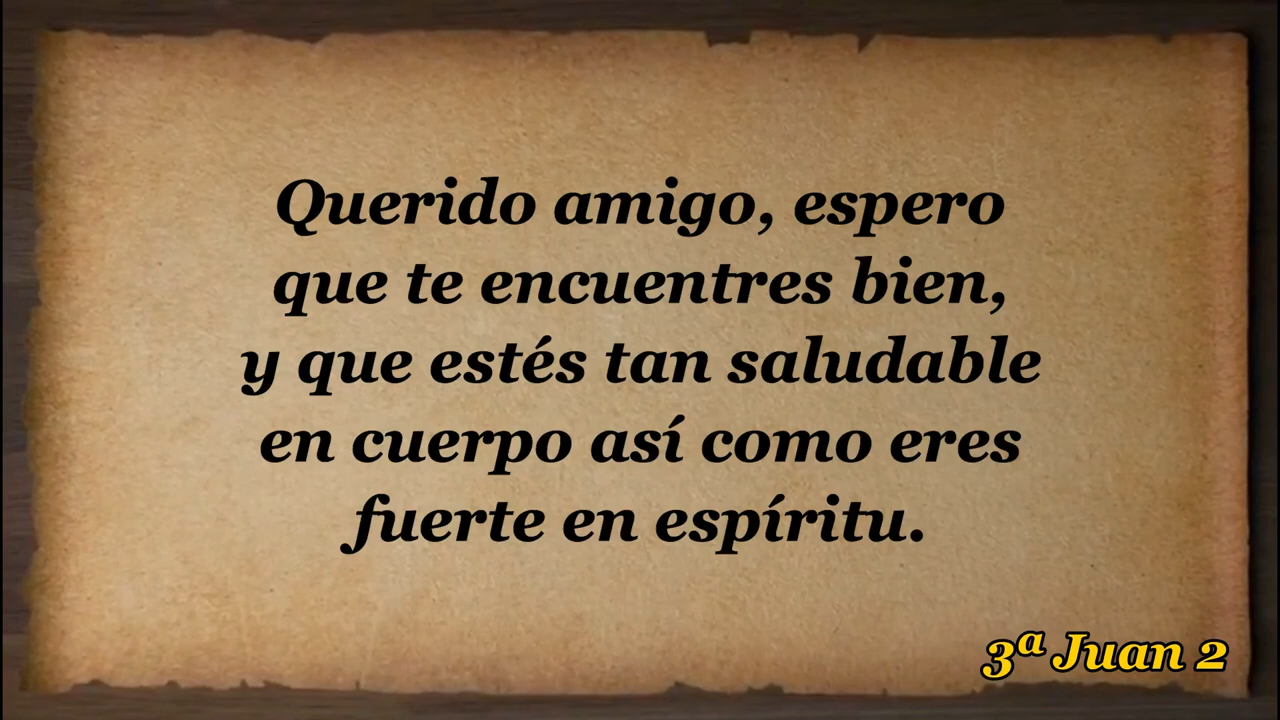 Querido amigo, espero
que te encuentres bien,
y que estés tan saludable
en cuerpo así como eres
fuerte en espíritu.
3ª Juan 2